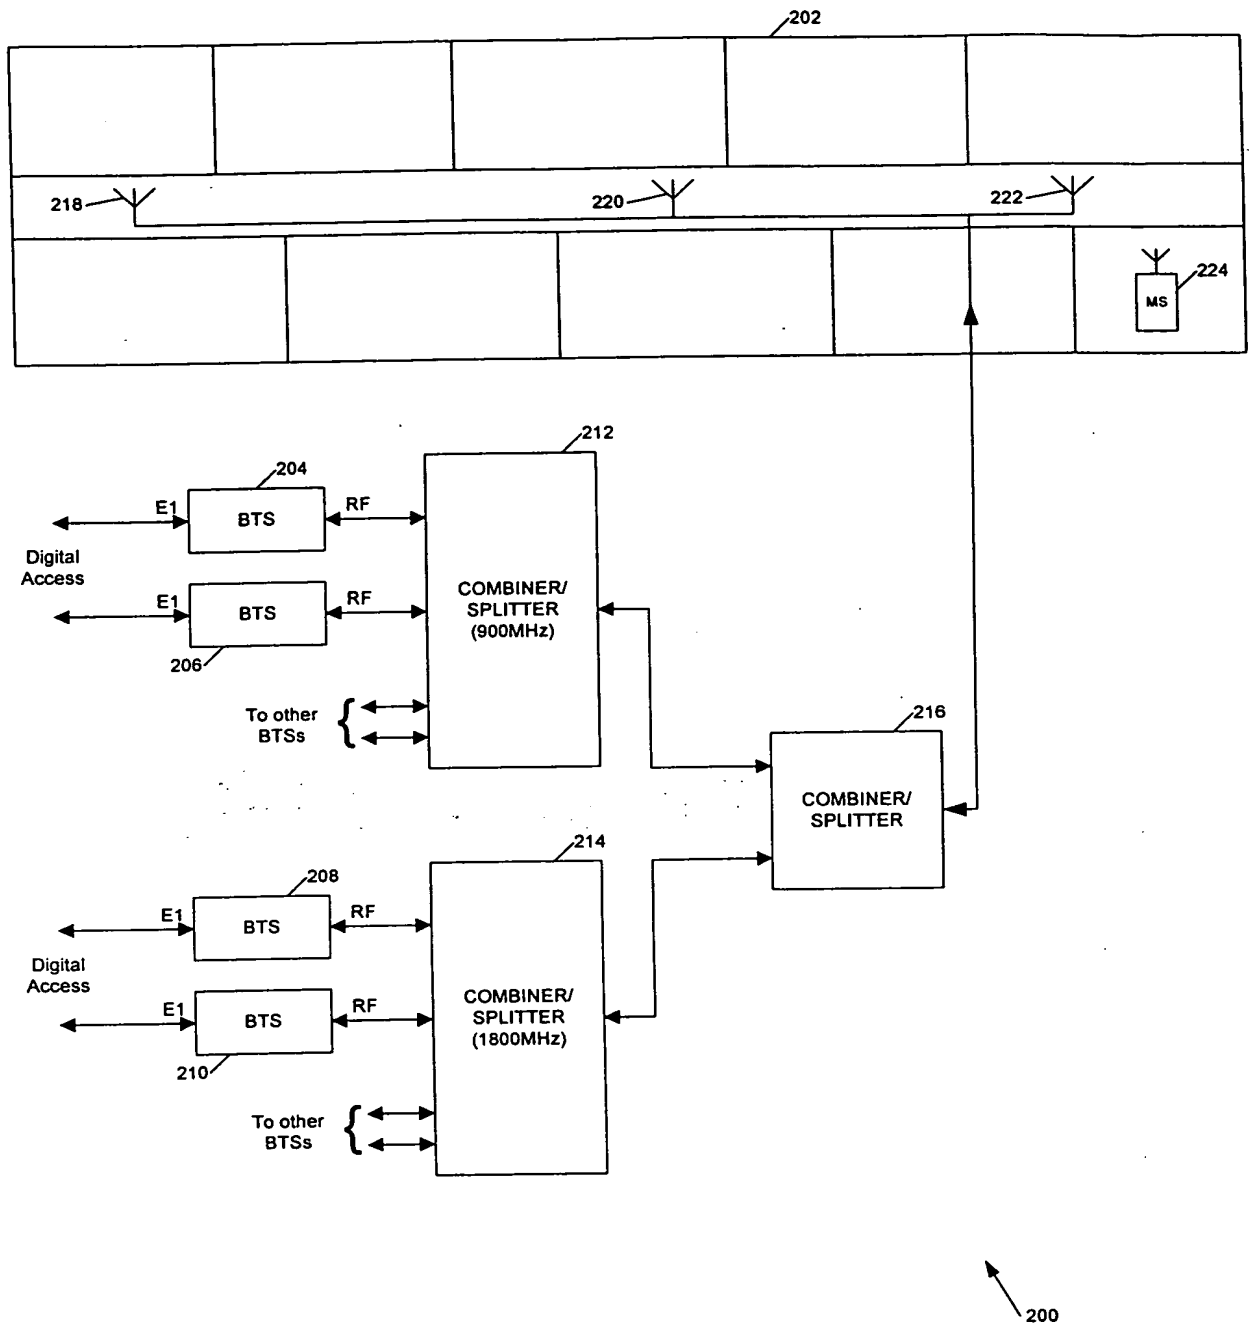 202
218
220
222
224
MS
212
204
E1
BTS
RF
Digital
Access
E1
BTS
RF
206
COMBINER/
SPLITTER
(900MHz)
To other
BTSs
216
COMBINER/
SPLITTER
214
208
E1
BTS
RF
Digital
Access
E1
BTS
RF
210
COMBINER/
SPLITTER
(1800MHz)
To other
BTSs
200